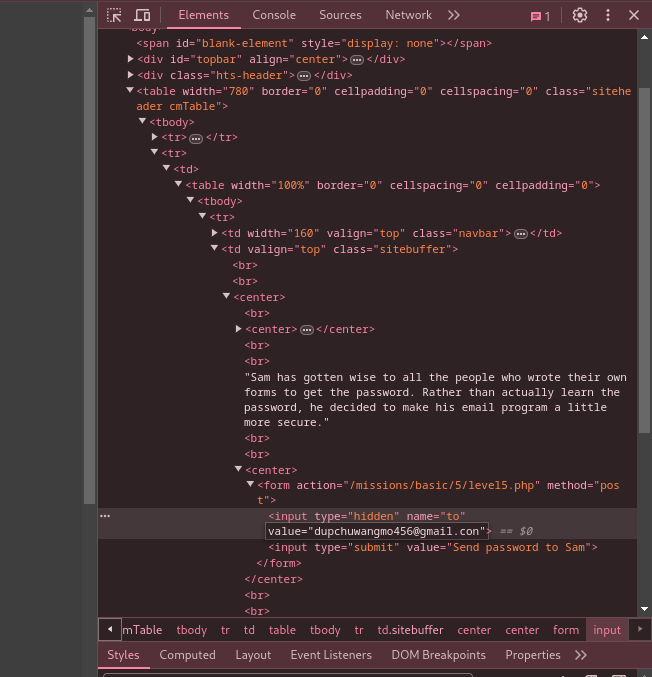 Elements Console Sources Network 1
body
<span id="blank-element" style="display: none"></span>
<div id="topbar" align="center">…</div>
<div class="hts-header">…</div>
<table width="780" border="0" cellpadding="0" cellspacing="0" class="sitehe
ader cmTable">
<tbody>
<tr>…</tr>
<tr>
<td>
<table width="100%" border="0" cellspacing="0" cellpadding="0">
<tbody>
<tr>
<td width="160" valign="top" class="navbar">…</td>
<td valign="top" class="sitebuffer">
<br>
<br>
<center>
<br>
<center>…</center>
<br>
<br>
"Sam has gotten wise to all the people who wrote their own
forms to get the password. Rather than actually learn the
password, he decided to make his email program a little
more secure."
<br>
<br>
<center>
<form action="/missions/basic/5/level5.php" method="pos
t">
… <input type="hidden" name="to"
value="dupchuwangmo456@gmail.con"> == $0
<input type="submit" value="Send password to Sam">
</form>
</center>
<br>
<br>
cmTable tbody tr td table tbody tr td.sitebuffer center center form input
Styles Computed Layout Event Listeners DOM Breakpoints Properties